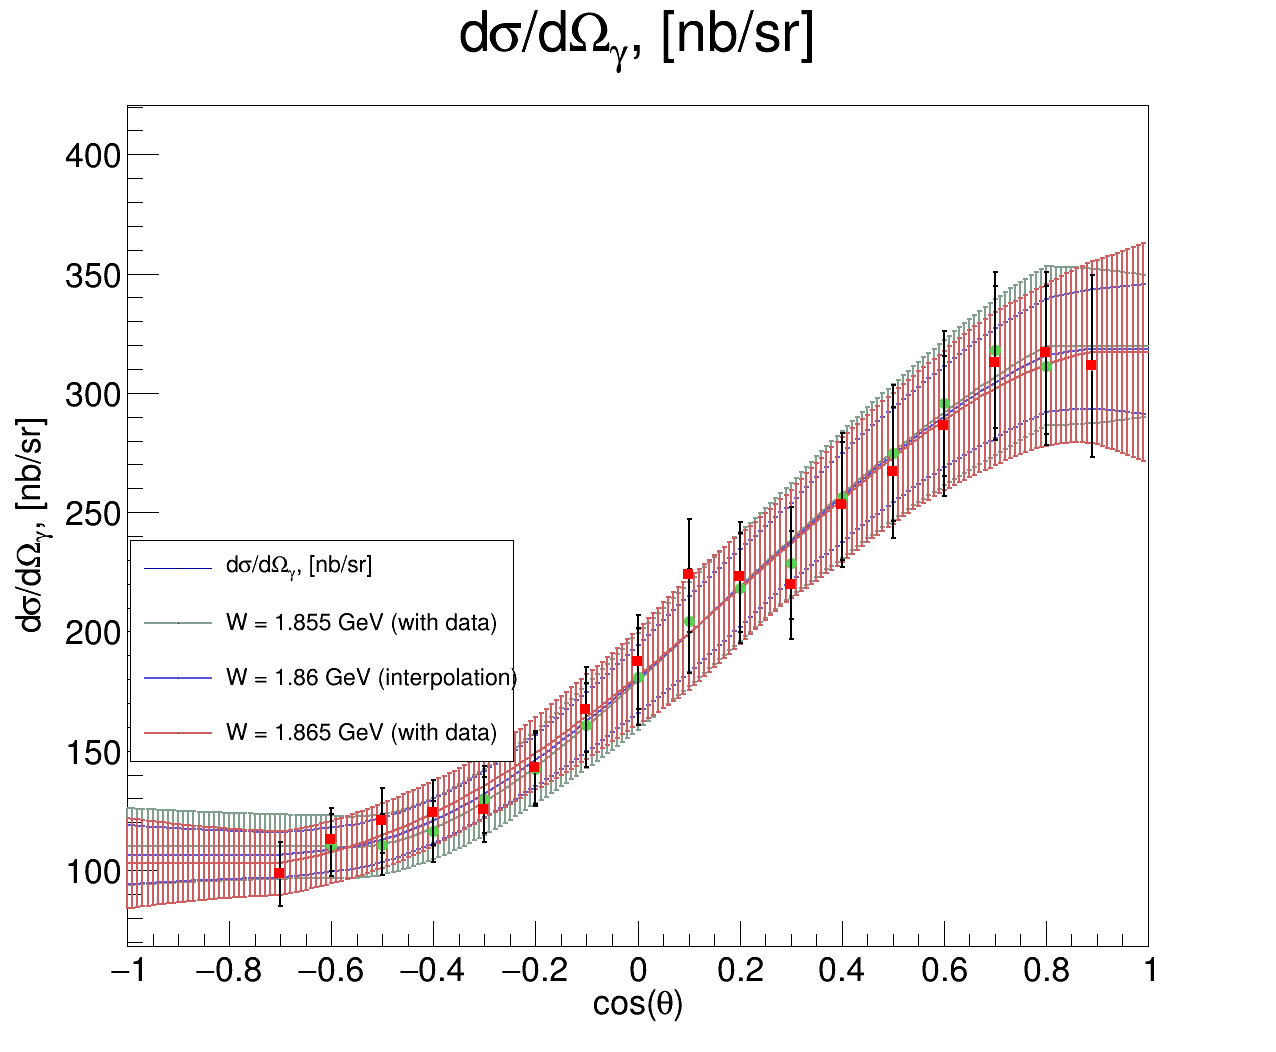 dσ/dΩγ, [nb/sr]
dσ/dΩγ, [nb/sr]
400
350
300
250
200
150
100
dσ/dΩγ, [nb/sr]
W = 1.855 GeV (with data)
W = 1.86 GeV (interpolation)
W = 1.865 GeV (with data)
−1 −0.8 −0.6 −0.4 −0.2 0 0.2 0.4 0.6 0.8 1
cos(θ)